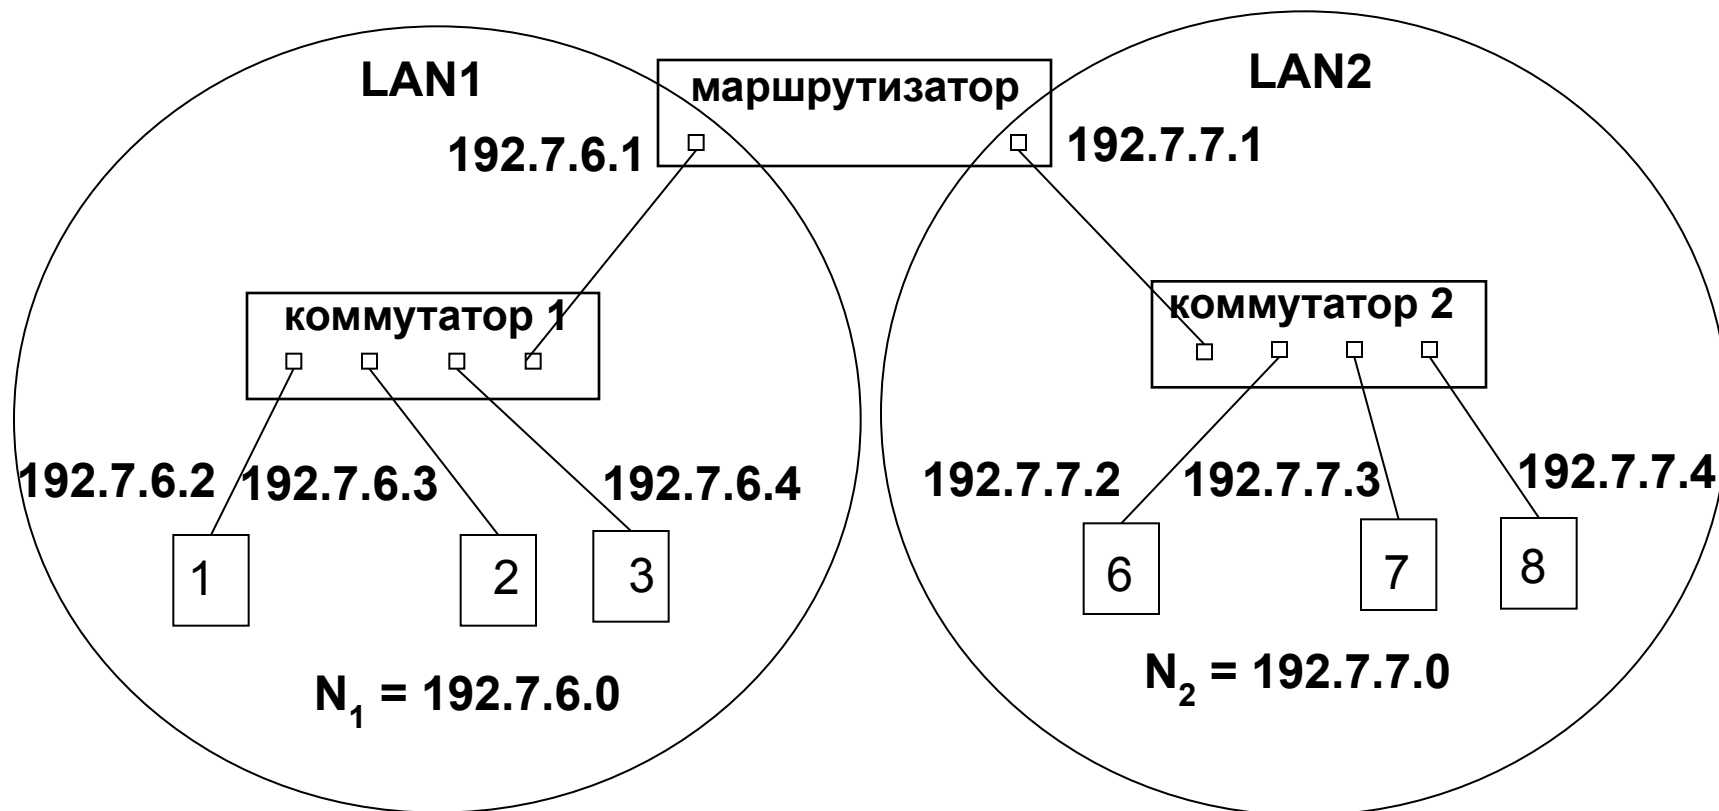 LAN1
маршрутизатор
LAN2
192.7.6.1
192.7.7.1
коммутатор 1
коммутатор 2
192.7.6.2
192.7.6.3
192.7.6.4
192.7.7.2
192.7.7.3
192.7.7.4
1
2
3
6
7
8
N₁ = 192.7.6.0
N₂ = 192.7.7.0